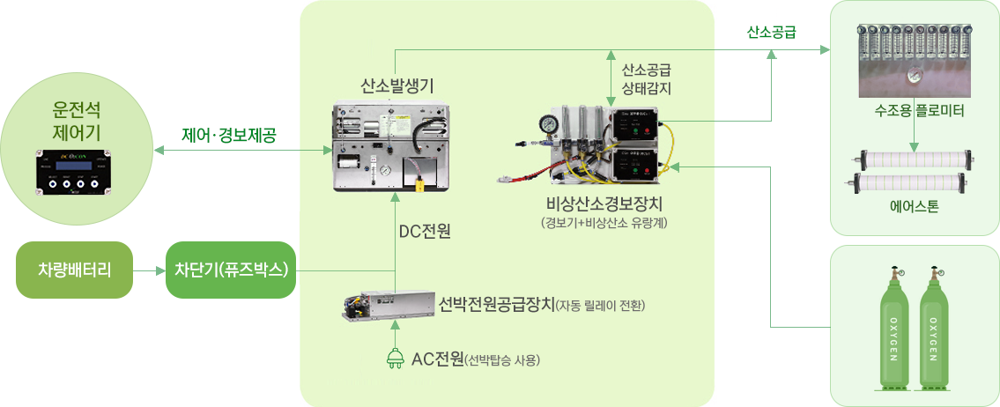 운전석
제어기
제어·경보제공
차량배터리
차단기(퓨즈박스)
산소발생기
DC전원
선박전원공급장치(자동 릴레이 전환)
AC전원(선박탑승 사용)
산소공급
상태감지
비상산소경보장치
(경보기+비상산소 유량계)
산소공급
수조용 플로미터
에어스톤
OXYGEN
OXYGEN